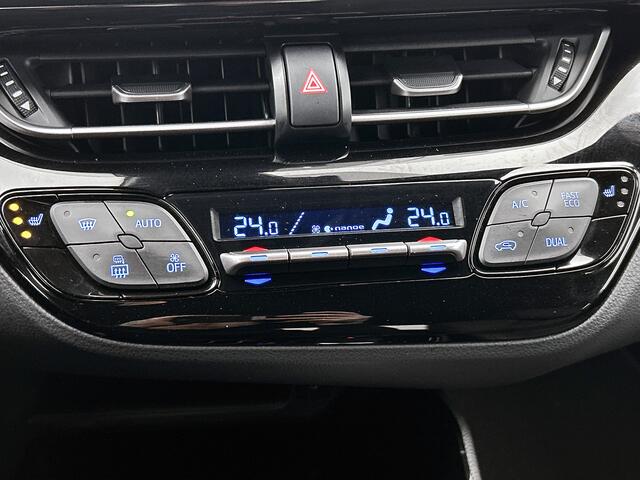 24.0 nanoe 24.0
AUTO
OFF
A/C FAST ECO
DUAL